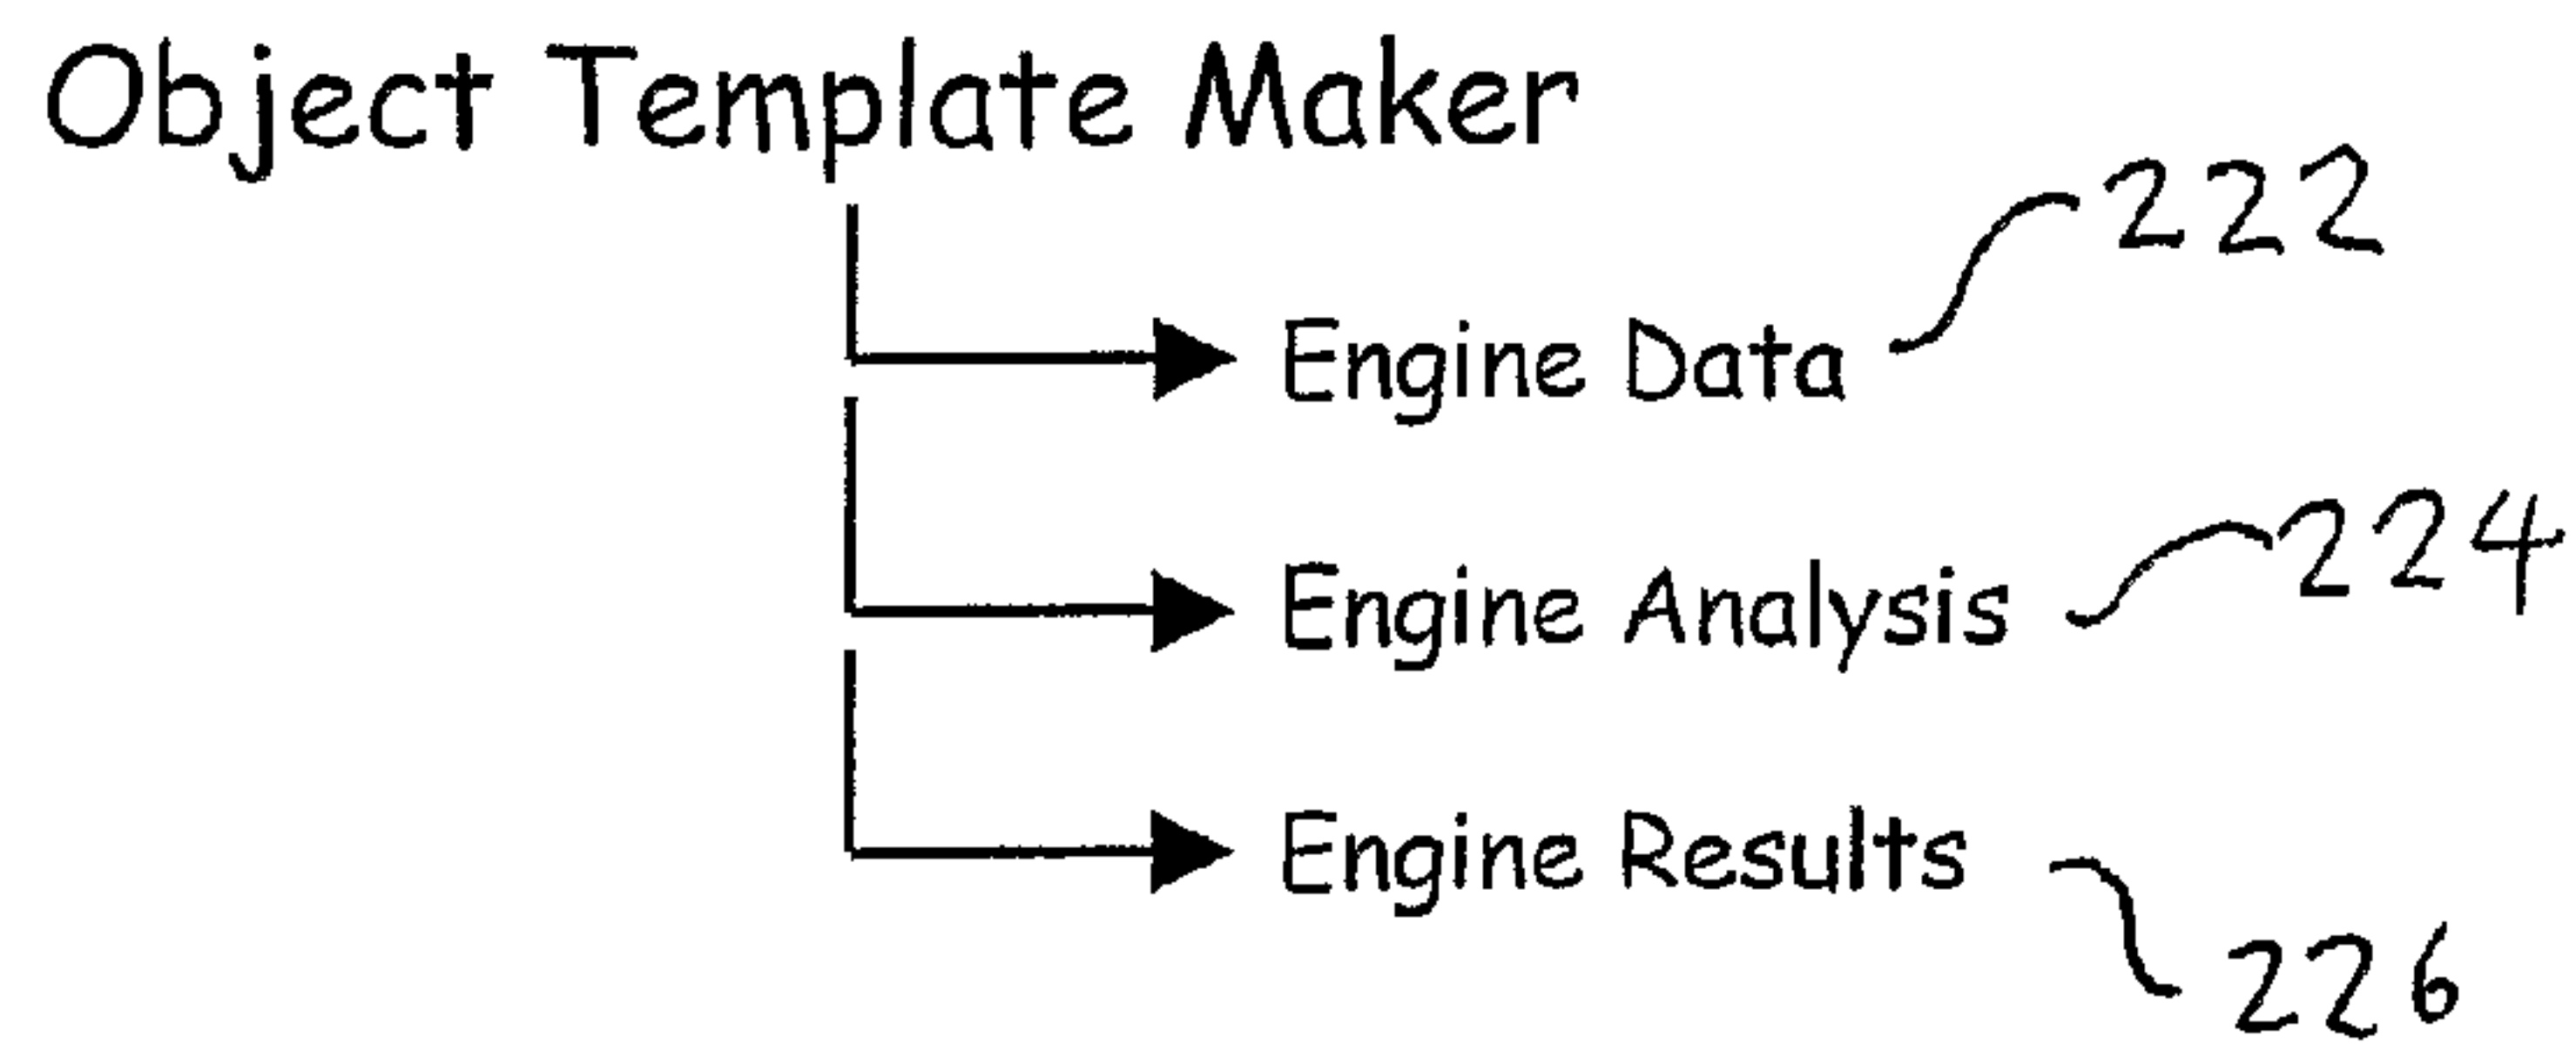 Object Template Maker
222
Engine Data
224
Engine Analysis
Engine Results
226